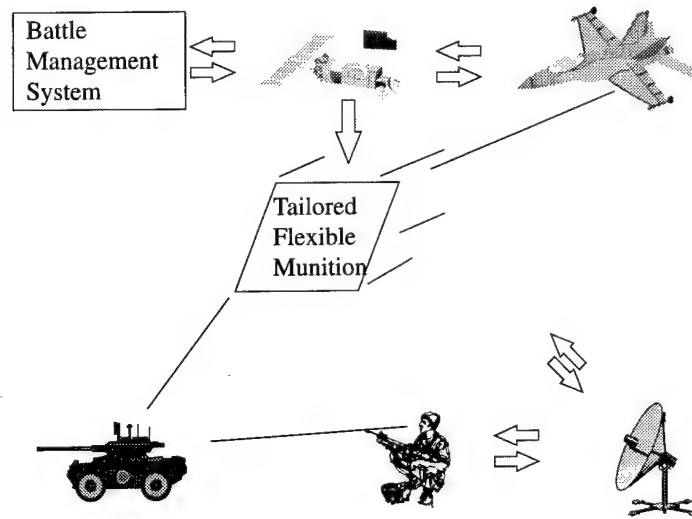 Battle
Management
System
Tailored
Flexible
Munition